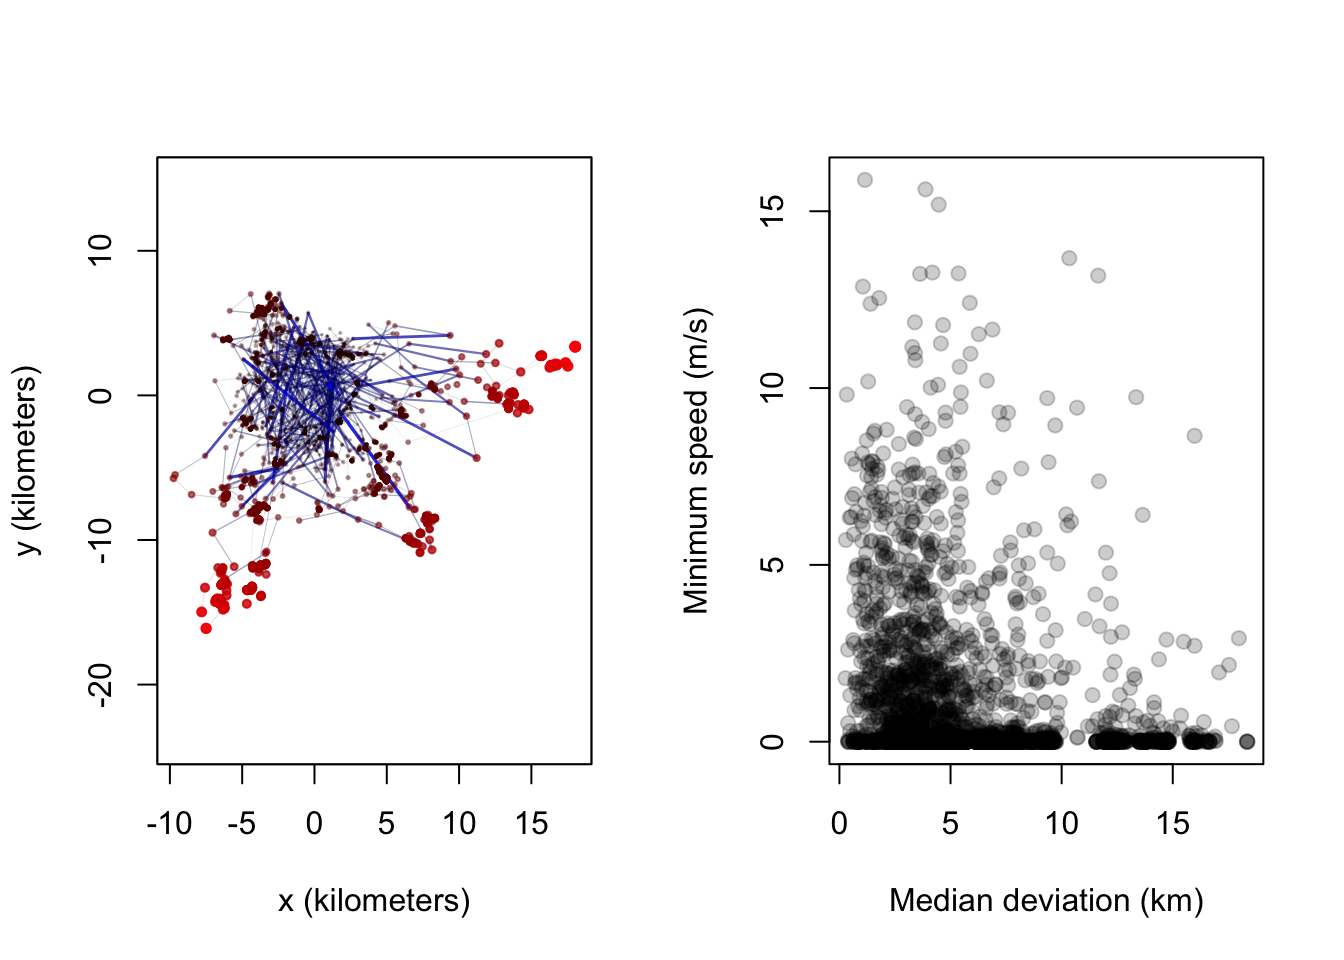 10
0
-10
-20
y (kilometers)
-10 -5 0 5 10 15
x (kilometers)
15
10
5
0
Minimum speed (m/s)
0 5 10 15
Median deviation (km)